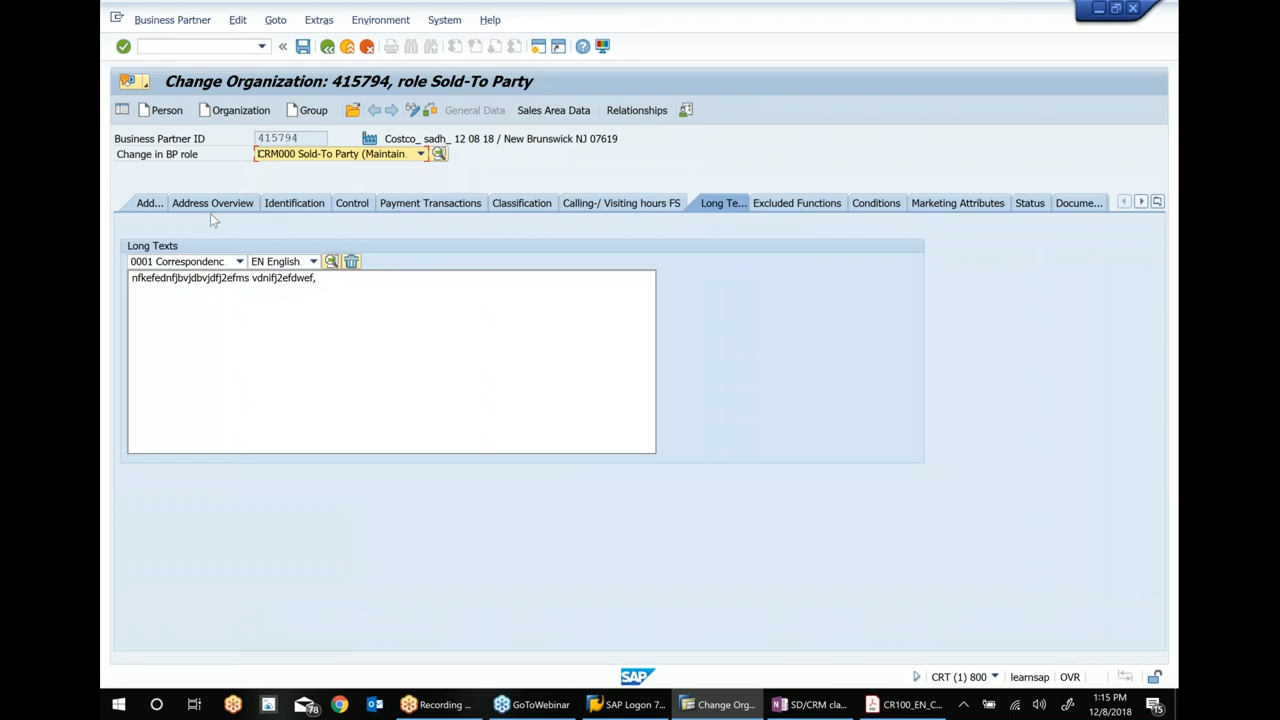 Business Partner Edit Goto Extras Environment System Help
Change Organization: 415794, role Sold-To Party
Person Organization Group General Data Sales Area Data Relationships
Business Partner ID 415794 Costco_ sadh_ 12 08 18 / New Brunswick NJ 07619
Change in BP role CRM000 Sold-To Party (Maintain
Add... Address Overview Identification Control Payment Transactions Classification Calling-/ Visiting hours FS Long Te... Excluded Functions Conditions Marketing Attributes Status Docume...
Long Texts
0001 Correspondenc. EN English
nfkefednfjbvjdbvjdfj2efms vdnifj2efdwef,
SAP
CRT (1) 800 learnsap OVR
78 Recording ... GoToWebinar SAP Logon 7... Change Org... SD/CRM cla... CR100_EN_C... 1:15 PM
12/8/2018 15